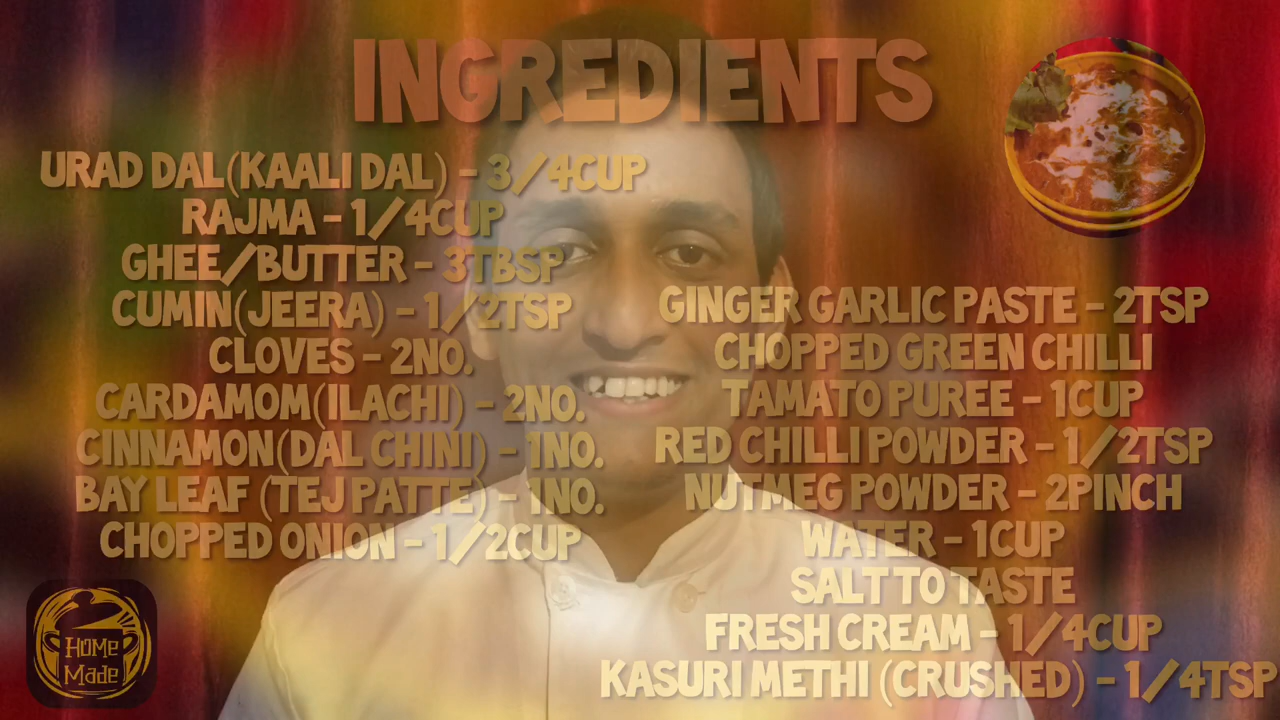 INGREDIENTS
URAD DAL(KAALI DAL) - 3/4CUP
RAJMA - 1/4CUP
GHEE/BUTTER - 3TBSP
CUMIN(JEERA) - 1/2TSP
CLOVES - 2NO.
CARDAMOM(ILACHI) - 2NO.
CINNAMON(DAL CHINI) - 1NO.
BAY LEAF (TEJ PATTE) - 1NO.
CHOPPED ONION - 1/2CUP
GINGER GARLIC PASTE - 2TSP
CHOPPED GREEN CHILLI
TAMATO PUREE - 1CUP
RED CHILLI POWDER - 1/2TSP
NUTMEG POWDER - 2PINCH
WATER - 1CUP
SALT TO TASTE
FRESH CREAM - 1/4CUP
KASURI METHI (CRUSHED) - 1/4TSP
HOMe
MADe